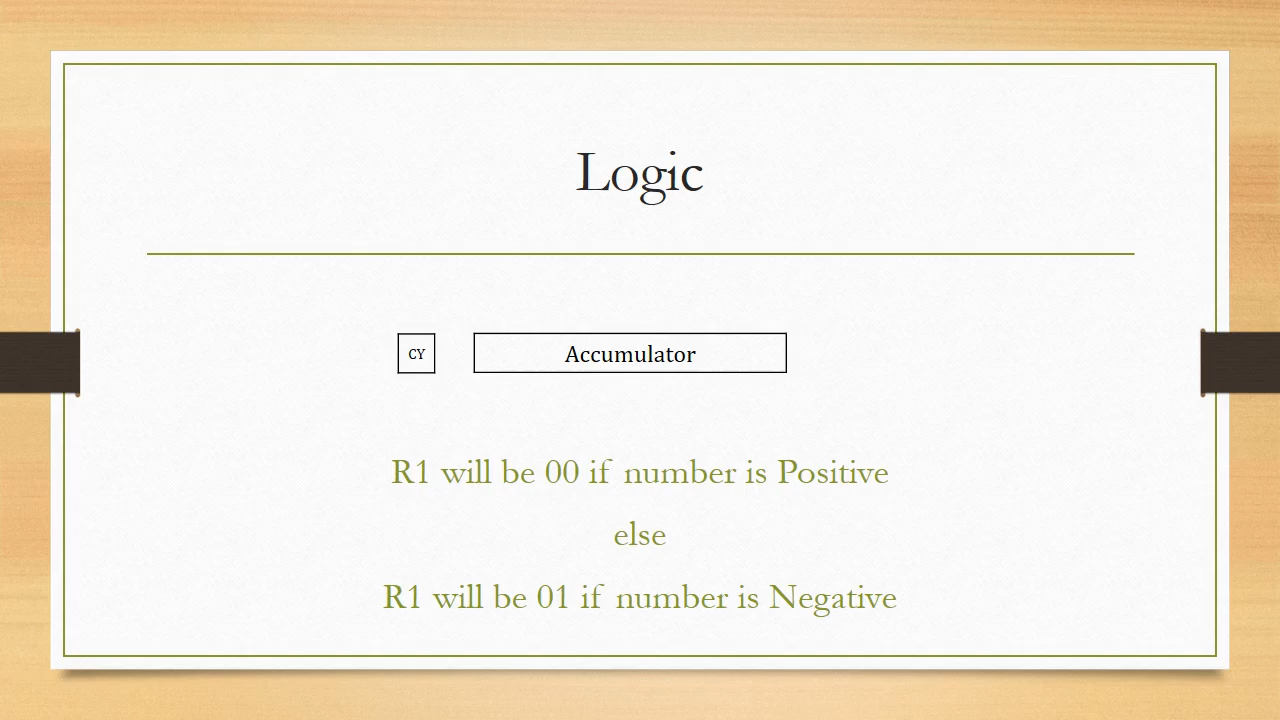 Logic
CY Accumulator
R1 will be 00 if number is Positive
else
R1 will be 01 if number is Negative